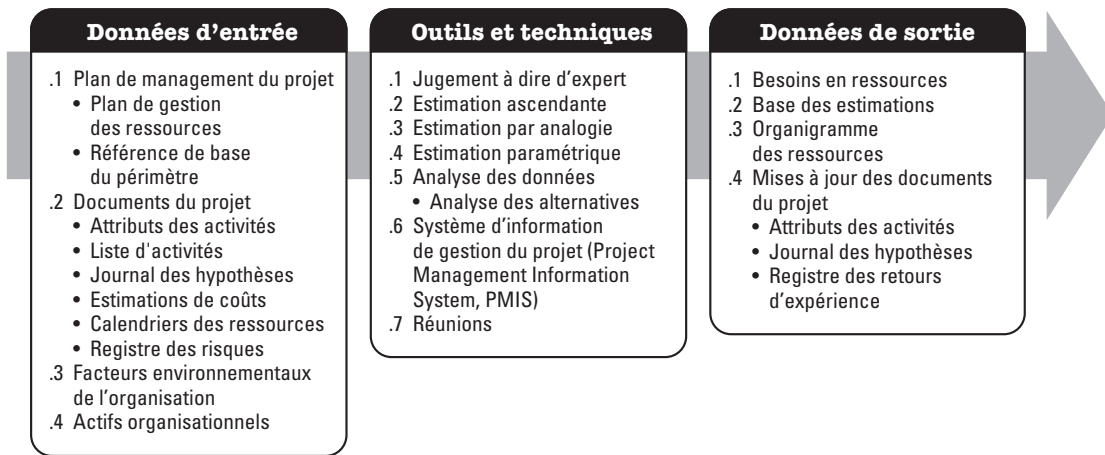 Données d’entrée
.1 Plan de management du projet
• Plan de gestion
des ressources
• Référence de base
du périmètre
.2 Documents du projet
• Attributs des activités
• Liste d'activités
• Journal des hypothèses
• Estimations de coûts
• Calendriers des ressources
• Registre des risques
.3 Facteurs environnementaux
de l’organisation
.4 Actifs organisationnels
Outils et techniques
.1 Jugement à dire d’expert
.2 Estimation ascendante
.3 Estimation par analogie
.4 Estimation paramétrique
.5 Analyse des données
• Analyse des alternatives
.6 Système d’information
de gestion du projet (Project
Management Information
System, PMIS)
.7 Réunions
Données de sortie
.1 Besoins en ressources
.2 Base des estimations
.3 Organigramme
des ressources
.4 Mises à jour des documents
du projet
• Attributs des activités
• Journal des hypothèses
• Registre des retours
d’expérience